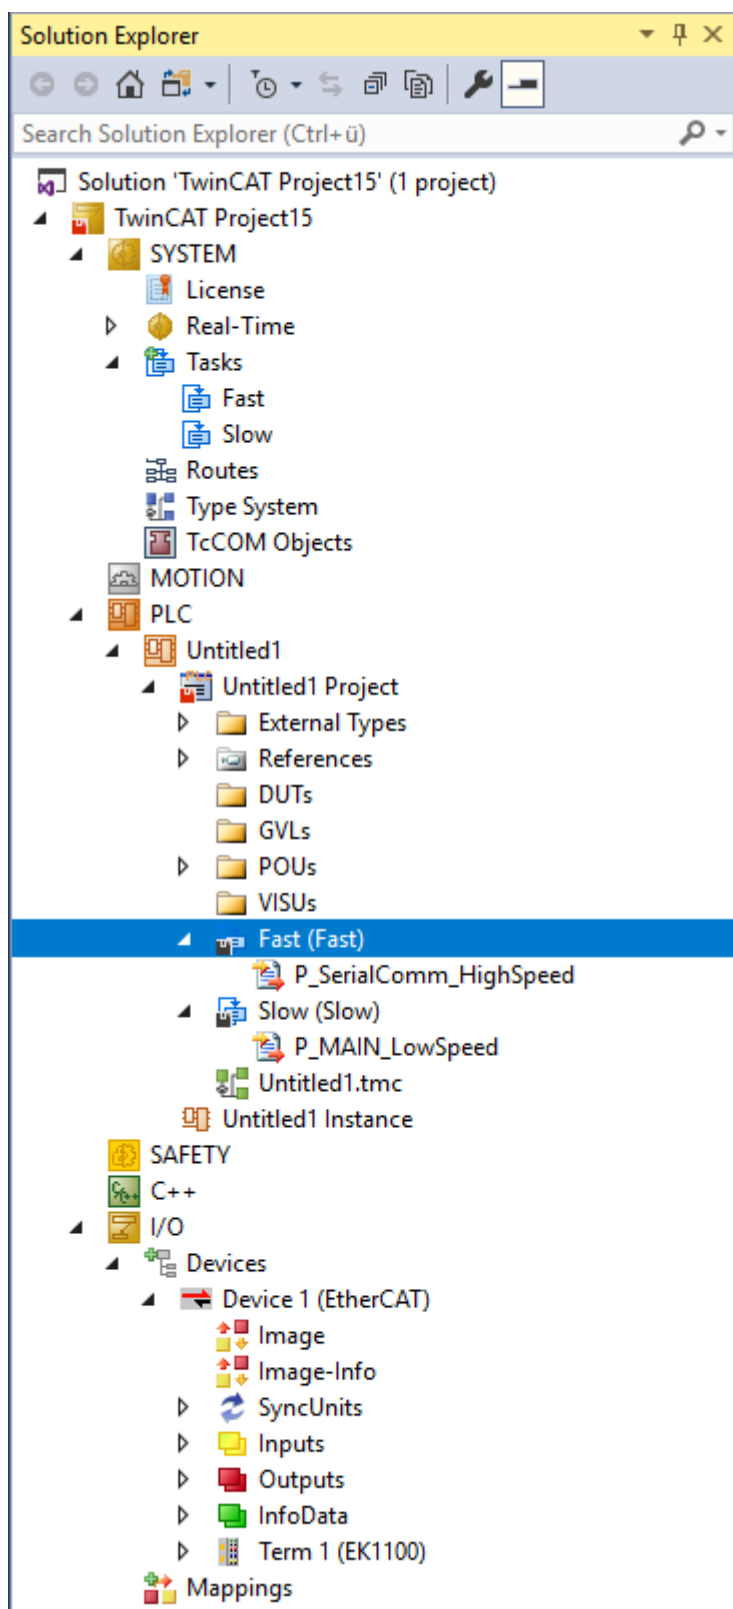 Solution Explorer
Search Solution Explorer (Ctrl+ü)
Solution 'TwinCAT Project15' (1 project)
TwinCAT Project15
SYSTEM
License
Real-Time
Tasks
Fast
Slow
Routes
Type System
TcCOM Objects
MOTION
PLC
Untitled1
Untitled1 Project
External Types
References
DUTs
GVLs
POUs
VISUs
Fast (Fast)
P_SerialComm_HighSpeed
Slow (Slow)
P_MAIN_LowSpeed
Untitled1.tmc
Untitled1 Instance
SAFETY
C++
I/O
Devices
Device 1 (EtherCAT)
Image
Image-Info
SyncUnits
Inputs
Outputs
InfoData
Term 1 (EK1100)
Mappings